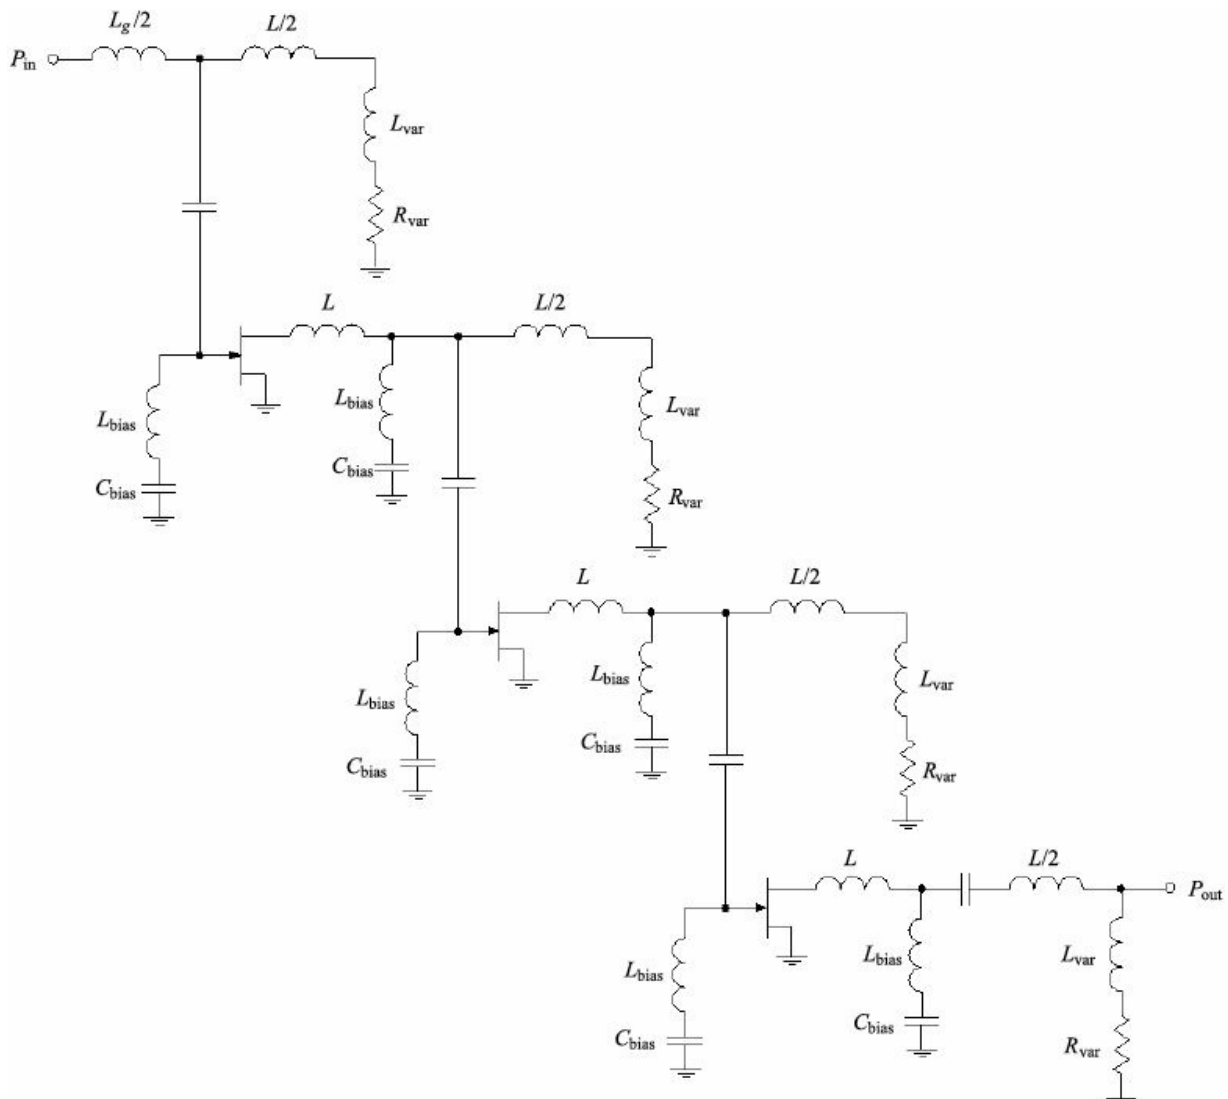 L_g/2
L/2
P_in
L_var
R_var
L
L/2
L_bias
L_bias
L_var
C_bias
C_bias
R_var
L
L/2
L_bias
L_bias
L_var
C_bias
C_bias
R_var
L
L/2
P_out
L_bias
L_bias
L_var
C_bias
C_bias
R_var